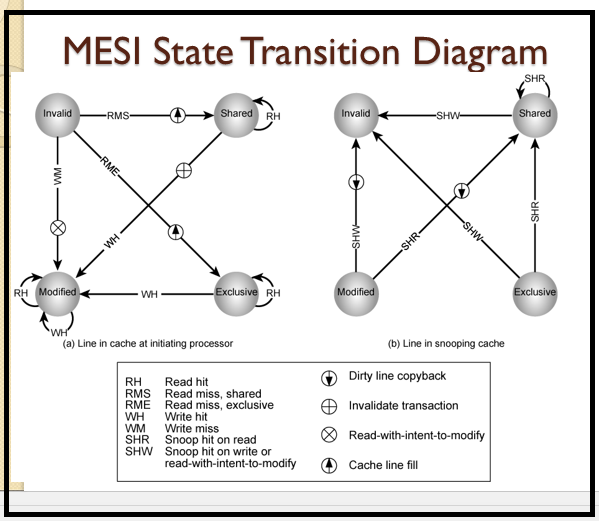 MESI State Transition Diagram
Invalid
RMS
Shared
RH
WM
RME
WH
RH
Modified
WH
Exclusive
RH
WH
(a) Line in cache at initiating processor
SHR
Invalid
SHW
Shared
SHW
SHR
SHW
SHR
Modified
Exclusive
(b) Line in snooping cache
RH Read hit
RMS Read miss, shared
RME Read miss, exclusive
WH Write hit
WM Write miss
SHR Snoop hit on read
SHW Snoop hit on write or
read-with-intent-to-modify
Dirty line copyback
Invalidate transaction
Read-with-intent-to-modify
Cache line fill